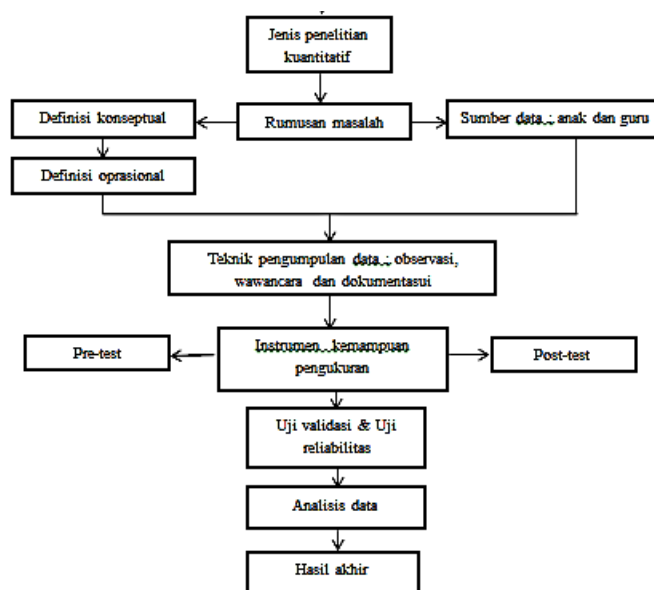 Jenis penelitian
kuantitatif
Definisi konseptual
Rumusan masalah
Sumber data : anak dan guru
Definisi oprasional
Teknik pengumpulan data : observasi,
wawancara dan dokumentasui
Pre-test
Instrumen kemampuan
pengukuran
Post-test
Uji validasi & Uji
reliabilitas
Analisis data
Hasil akhir